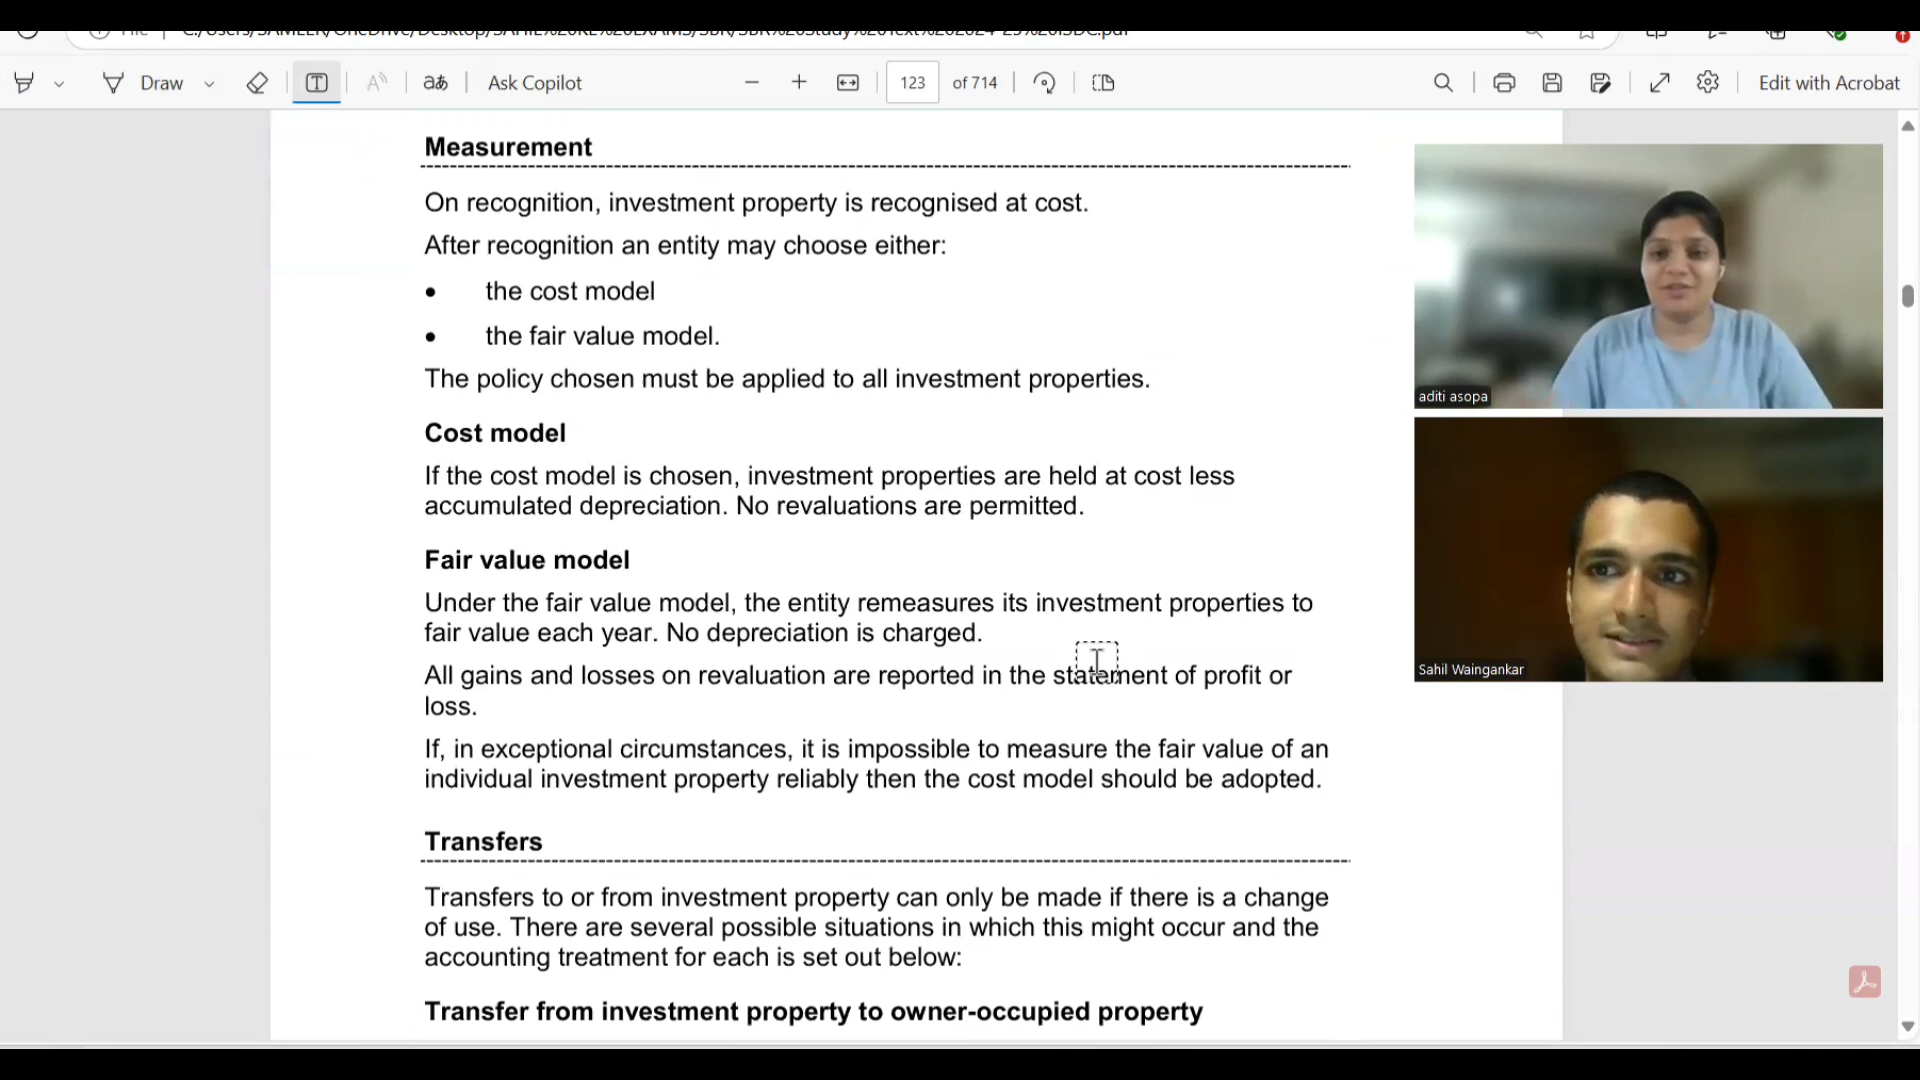 Draw
Ask Copilot
123
of 714
Edit with Acrobat
Measurement
On recognition, investment property is recognised at cost.
After recognition an entity may choose either:
• the cost model
• the fair value model.
The policy chosen must be applied to all investment properties.
Cost model
If the cost model is chosen, investment properties are held at cost less
accumulated depreciation. No revaluations are permitted.
Fair value model
Under the fair value model, the entity remeasures its investment properties to
fair value each year. No depreciation is charged.
All gains and losses on revaluation are reported in the statement of profit or
loss.
If, in exceptional circumstances, it is impossible to measure the fair value of an
individual investment property reliably then the cost model should be adopted.
Transfers
Transfers to or from investment property can only be made if there is a change
of use. There are several possible situations in which this might occur and the
accounting treatment for each is set out below:
Transfer from investment property to owner-occupied property
aditi asopa
Sahil Waingankar